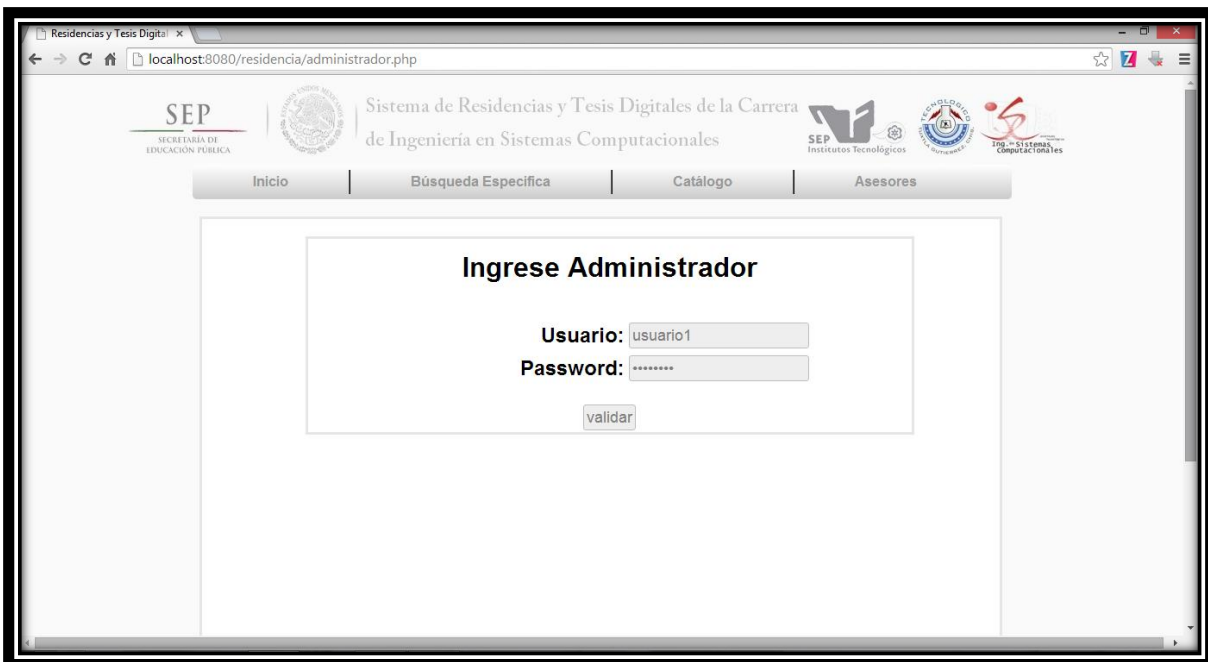 Residencias y Tesis Digital
localhost:8080/residencia/administrador.php
SEP
SECRETARÍA DE
EDUCACIÓN PÚBLICA
Sistema de Residencias y Tesis Digitales de la Carrera
de Ingeniería en Sistemas Computacionales
SEP
Institutos Tecnológicos
Ing. en Sistemas
Computacionales
Inicio
Búsqueda Especifica
Catálogo
Asesores
Ingrese Administrador
Usuario: usuario1
Password: ••••••••
validar